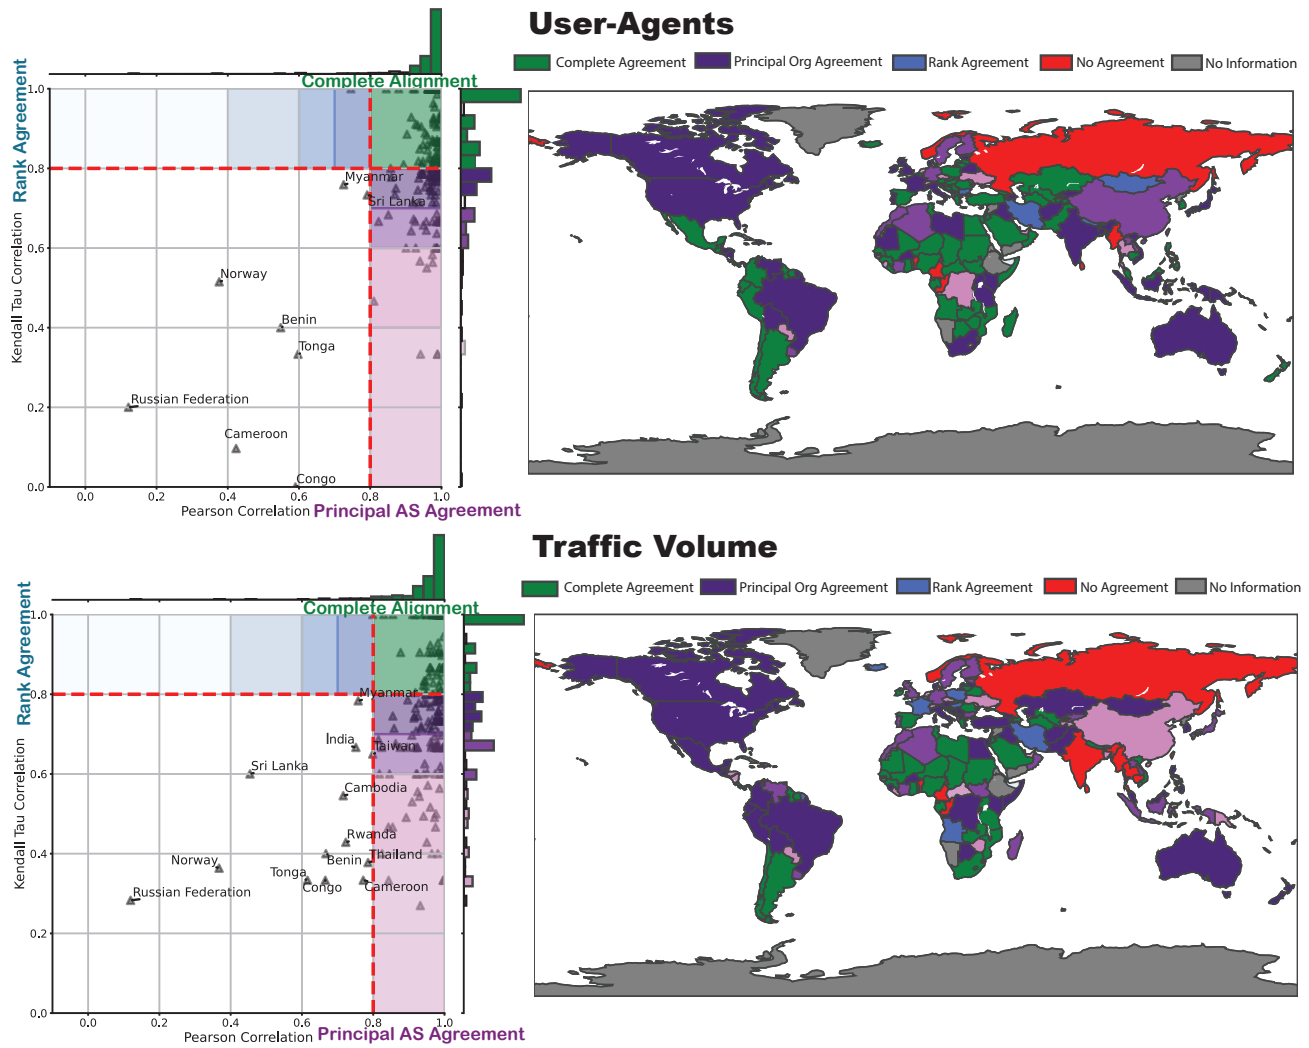 User-Agents
Complete Agreement
Principal Org Agreement
Rank Agreement
No Agreement
No Information
Complete Alignment
Rank Agreement
Kendall Tau Correlation
1.0
0.8
0.6
0.4
0.2
0.0
Myanmar
Sri Lanka
Norway
Benin
Tonga
Russian Federation
Cameroon
Congo
0.0 0.2 0.4 0.6 0.8 1.0
Pearson Correlation Principal AS Agreement
Traffic Volume
Complete Agreement
Principal Org Agreement
Rank Agreement
No Agreement
No Information
Complete Alignment
Rank Agreement
Kendall Tau Correlation
1.0
0.8
0.6
0.4
0.2
0.0
Myanmar
India
Taiwan
Sri Lanka
Cambodia
Rwanda
Norway
Benin
Thailand
Tonga
Congo
Cameroon
Russian Federation
0.0 0.2 0.4 0.6 0.8 1.0
Pearson Correlation Principal AS Agreement